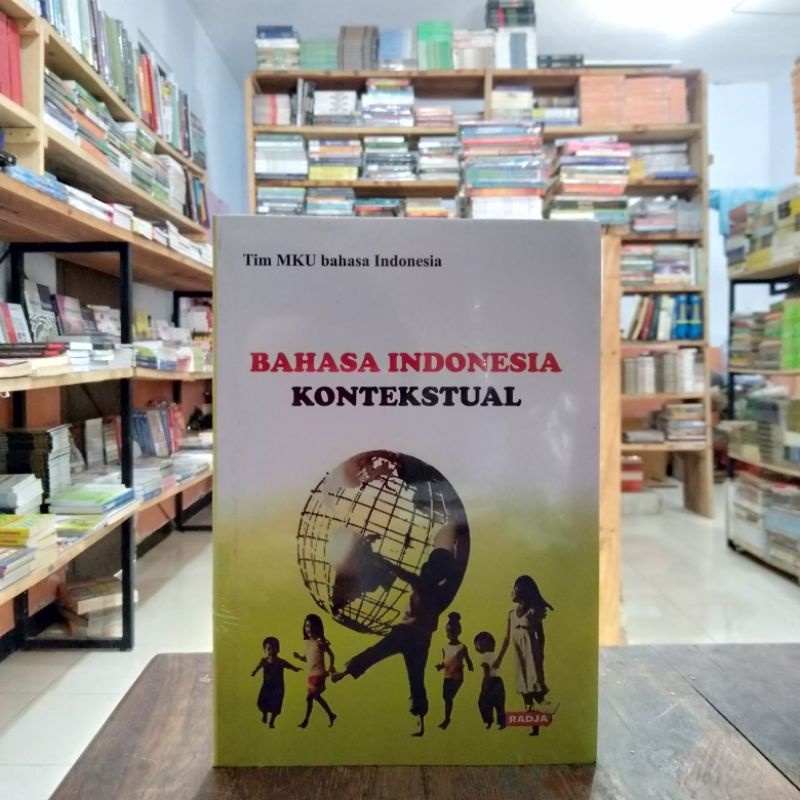 Tim MKU bahasa Indonesia
BAHASA INDONESIA
KONTEKSTUAL
RADJA